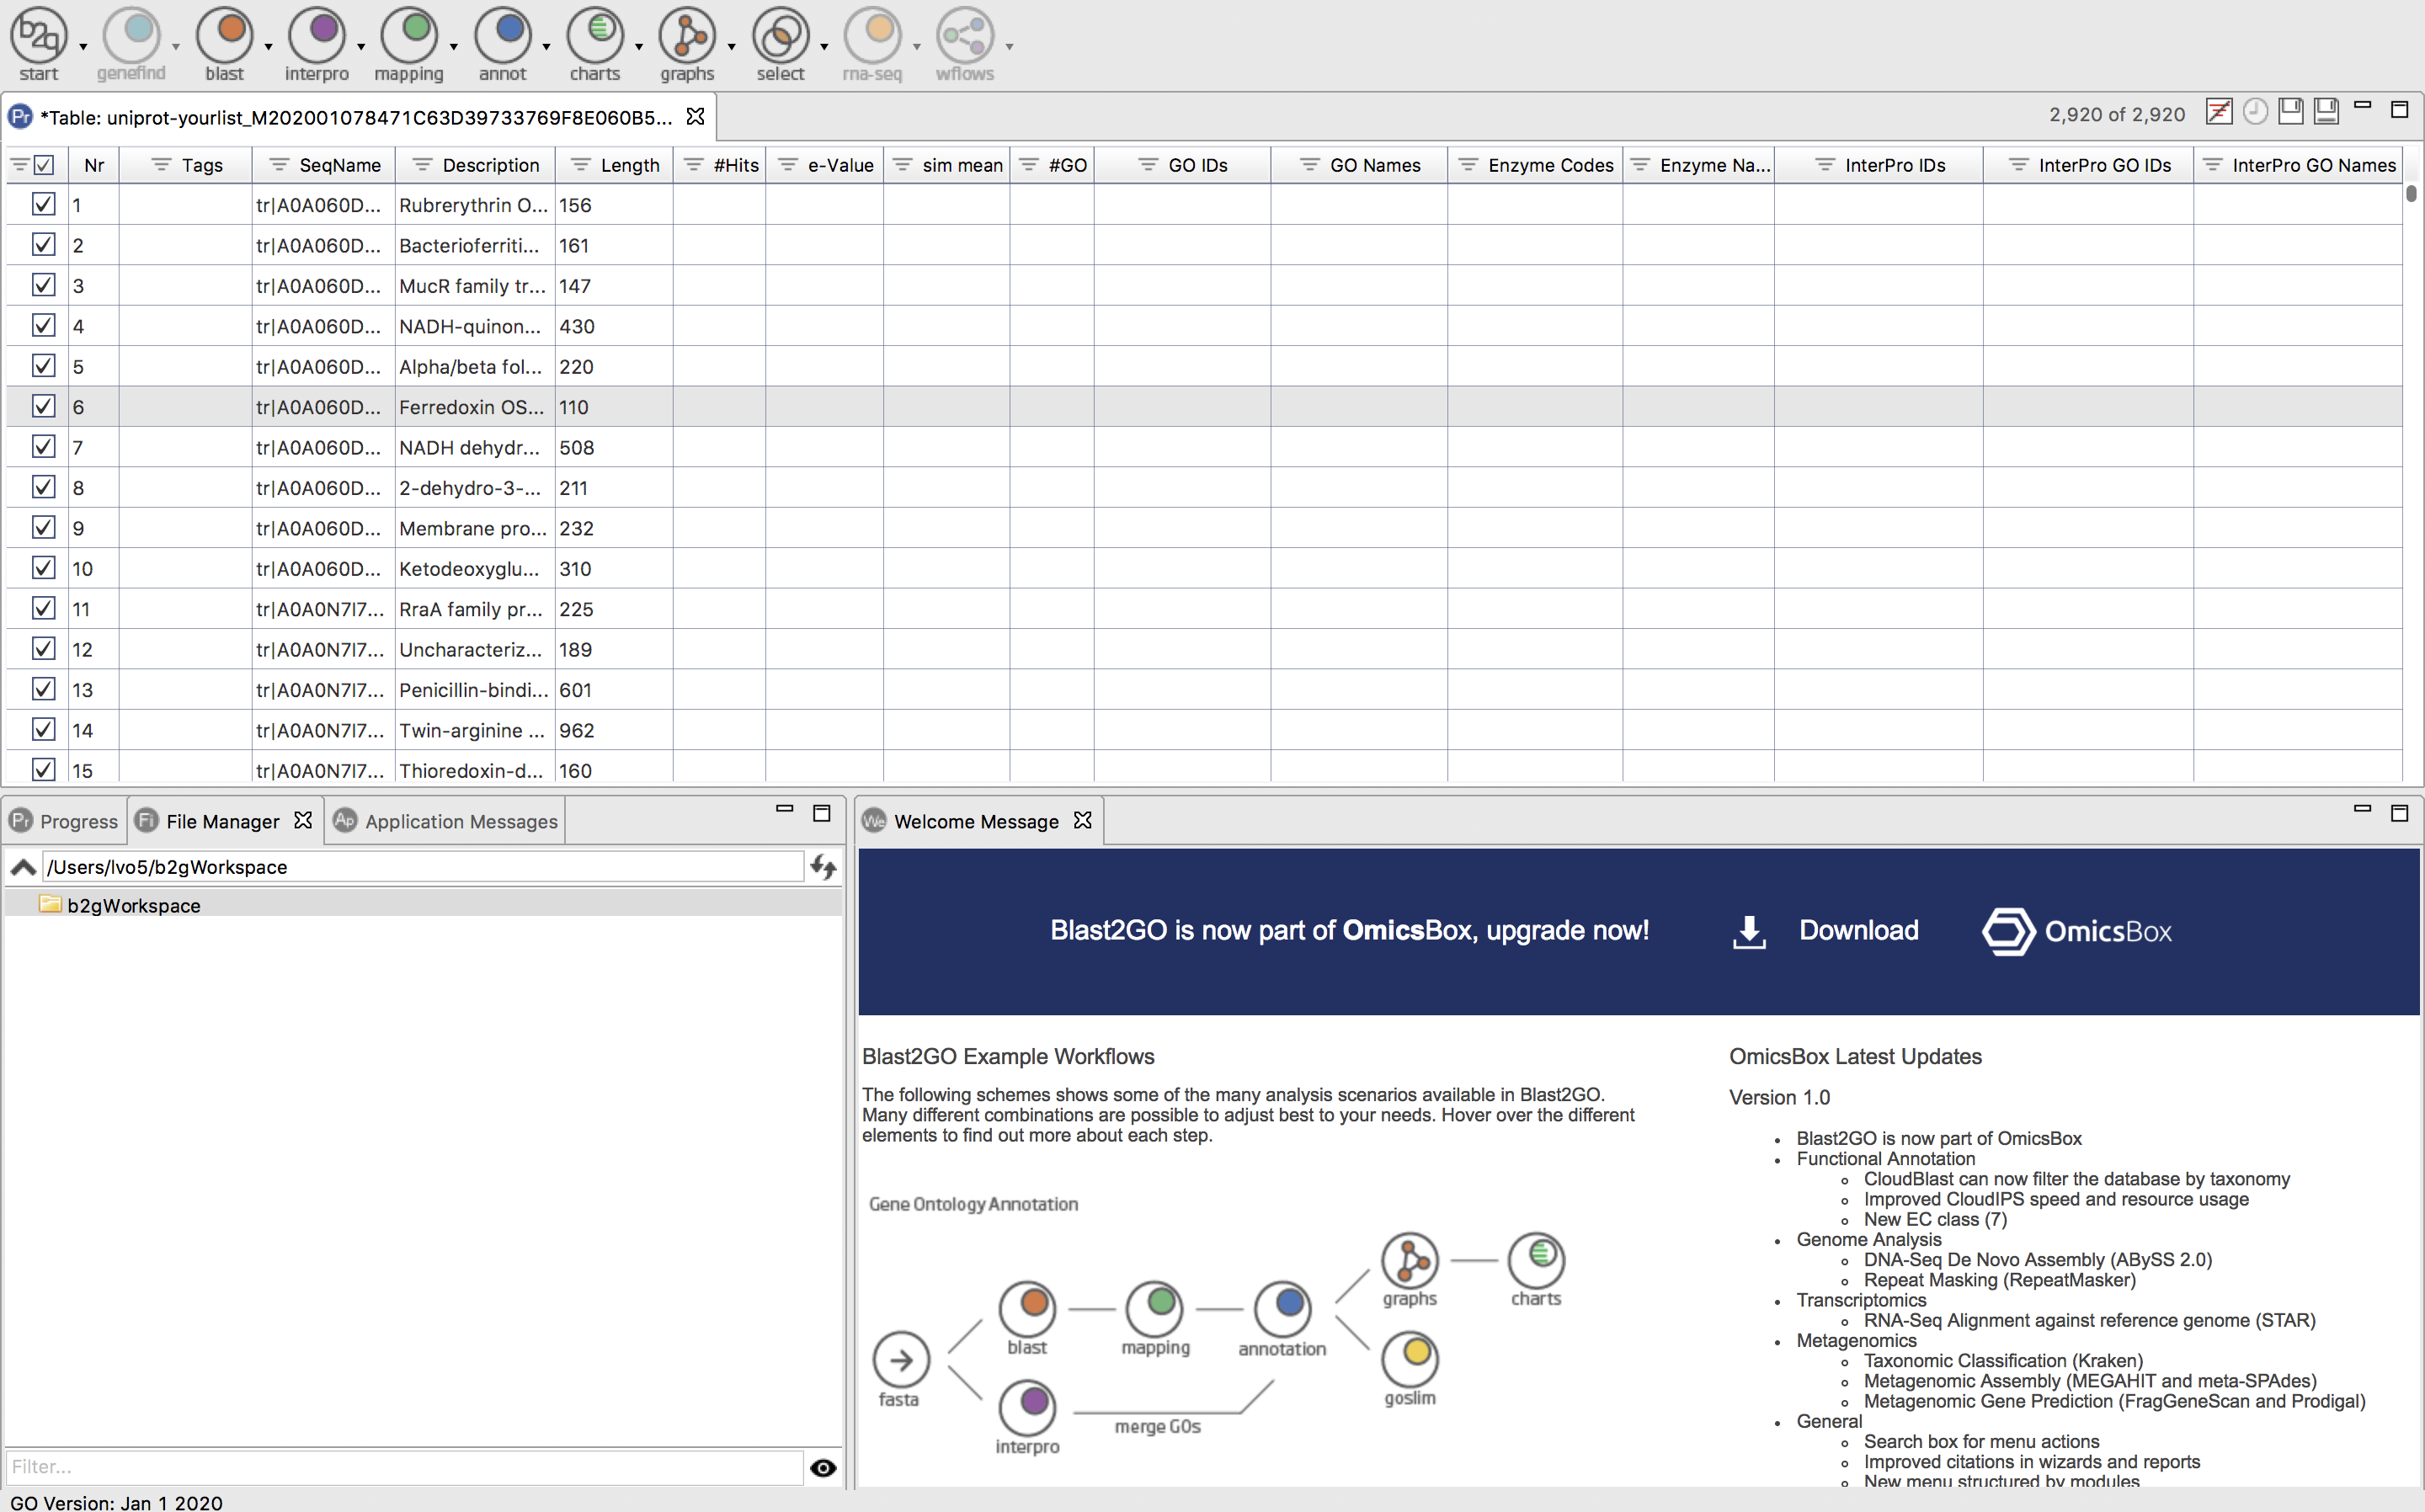 b2g
start genefind blast interpro mapping annot charts graphs select rna-seq wflows
Pr *Table: uniprot-yourlist_M202001078471C63D39733769F8E060B5...
2,920 of 2,920
Nr Tags SeqName Description Length #Hits e-Value sim mean #GO GO IDs GO Names Enzyme Codes Enzyme Na... InterPro IDs InterPro GO IDs InterPro GO Names
1 tr|A0A060D... Rubrerythrin O... 156
2 tr|A0A060D... Bacterioferriti... 161
3 tr|A0A060D... MucR family tr... 147
4 tr|A0A060D... NADH-quinon... 430
5 tr|A0A060D... Alpha/beta fol... 220
6 tr|A0A060D... Ferredoxin OS... 110
7 tr|A0A060D... NADH dehydr... 508
8 tr|A0A060D... 2-dehydro-3-... 211
9 tr|A0A060D... Membrane pro... 232
10 tr|A0A060D... Ketodeoxyglu... 310
11 tr|A0A0N7I7... RraA family pr... 225
12 tr|A0A0N7I7... Uncharacteriz... 189
13 tr|A0A0N7I7... Penicillin-bindi... 601
14 tr|A0A0N7I7... Twin-arginine ... 962
15 tr|A0A0N7I7... Thioredoxin-d... 160
Pr Progress Fi File Manager Ap Application Messages
/Users/lvo5/b2gWorkspace
b2gWorkspace
Filter...
GO Version: Jan 1 2020
We Welcome Message
Blast2GO is now part of OmicsBox, upgrade now! Download OmicsBox
Blast2GO Example Workflows
The following schemes shows some of the many analysis scenarios available in Blast2GO.
Many different combinations are possible to adjust best to your needs. Hover over the different
elements to find out more about each step.
Gene Ontology Annotation
graphs charts
blast mapping annotation
fasta
goslim
merge GOs
interpro
OmicsBox Latest Updates
Version 1.0
• Blast2GO is now part of OmicsBox
• Functional Annotation
CloudBlast can now filter the database by taxonomy
Improved CloudIPS speed and resource usage
New EC class (7)
• Genome Analysis
DNA-Seq De Novo Assembly (ABySS 2.0)
Repeat Masking (RepeatMasker)
• Transcriptomics
RNA-Seq Alignment against reference genome (STAR)
• Metagenomics
Taxonomic Classification (Kraken)
Metagenomic Assembly (MEGAHIT and meta-SPAdes)
Metagenomic Gene Prediction (FragGeneScan and Prodigal)
• General
Search box for menu actions
Improved citations in wizards and reports
New menu structured by modules